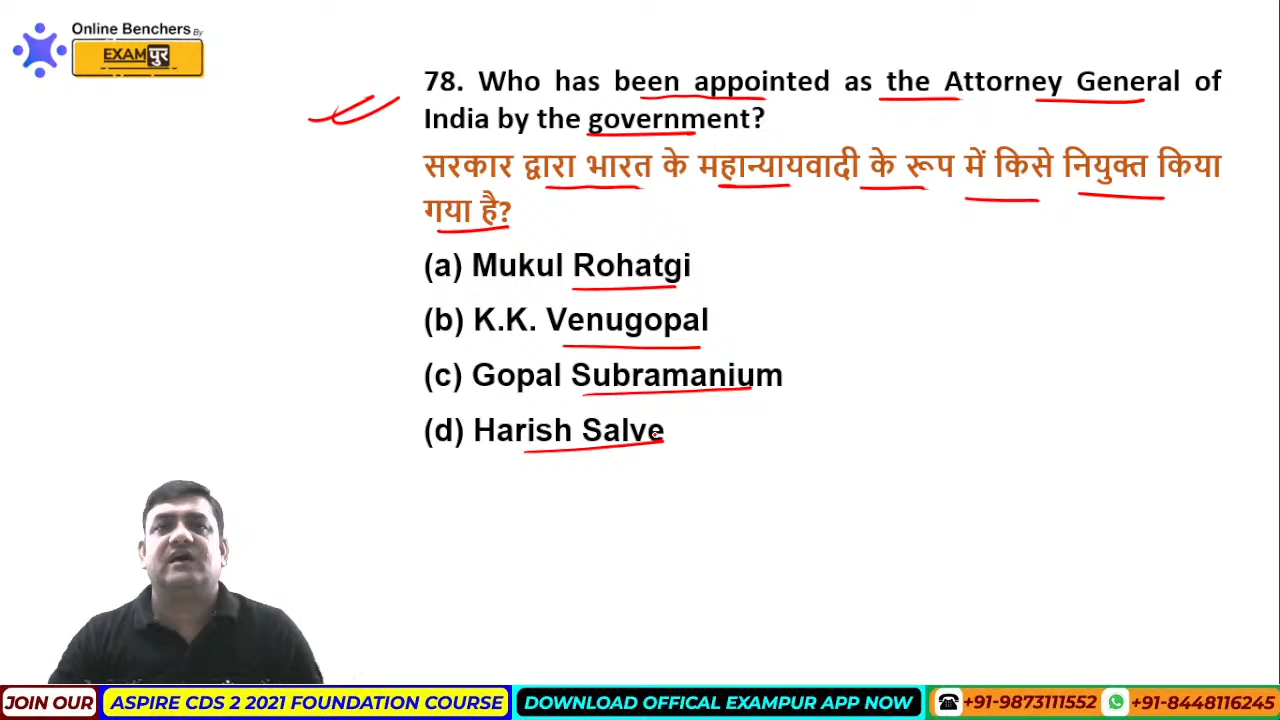 Online Benchers By
EXAMपुर
78. Who has been appointed as the Attorney General of
India by the government?
सरकार द्वारा भारत के महान्यायवादी के रूप में किसे नियुक्त किया
गया है?
(a) Mukul Rohatgi
(b) K.K. Venugopal
(c) Gopal Subramanium
(d) Harish Salve
JOIN OUR ASPIRE CDS 2 2021 FOUNDATION COURSE DOWNLOAD OFFICAL EXAMPUR APP NOW +91-9873111552 +91-8448116245